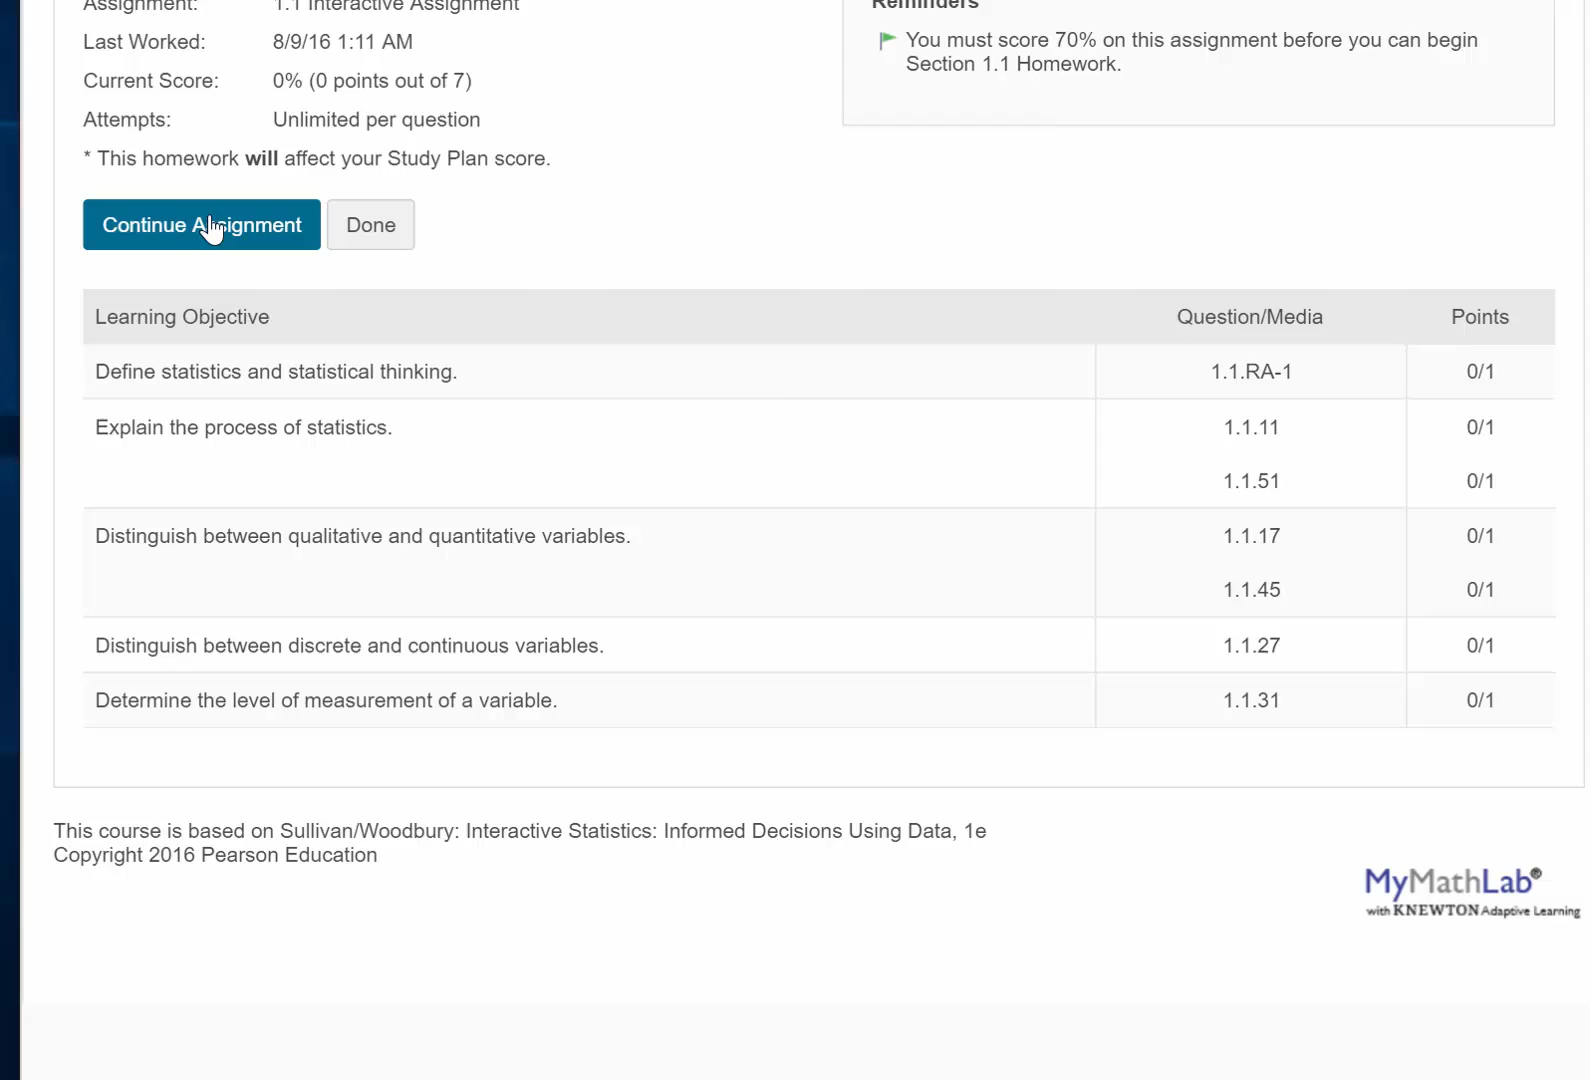 Assignment: 1.1 Interactive Assignment
Reminders
Last Worked: 8/9/16 1:11 AM
You must score 70% on this assignment before you can begin
Section 1.1 Homework.
Current Score: 0% (0 points out of 7)
Attempts: Unlimited per question
* This homework will affect your Study Plan score.
Continue Assignment Done
Learning Objective Question/Media Points
Define statistics and statistical thinking. 1.1.RA-1 0/1
Explain the process of statistics. 1.1.11 0/1
1.1.51 0/1
Distinguish between qualitative and quantitative variables. 1.1.17 0/1
1.1.45 0/1
Distinguish between discrete and continuous variables. 1.1.27 0/1
Determine the level of measurement of a variable. 1.1.31 0/1
This course is based on Sullivan/Woodbury: Interactive Statistics: Informed Decisions Using Data, 1e
Copyright 2016 Pearson Education
MyMathLab®
with KNEWTON Adaptive Learning